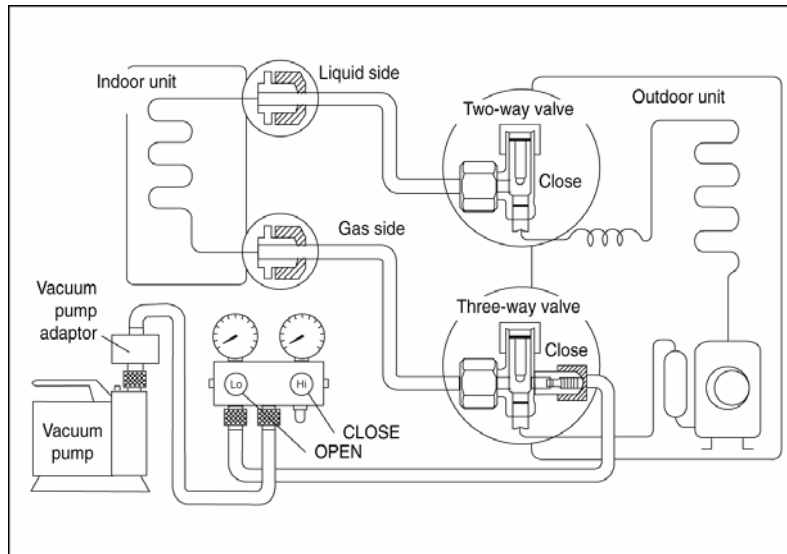 Indoor unit
Liquid side
Two-way valve
Outdoor unit
Close
Gas side
Vacuum
pump
adaptor
Three-way valve
Close
Lo
Hi
CLOSE
OPEN
Vacuum
pump